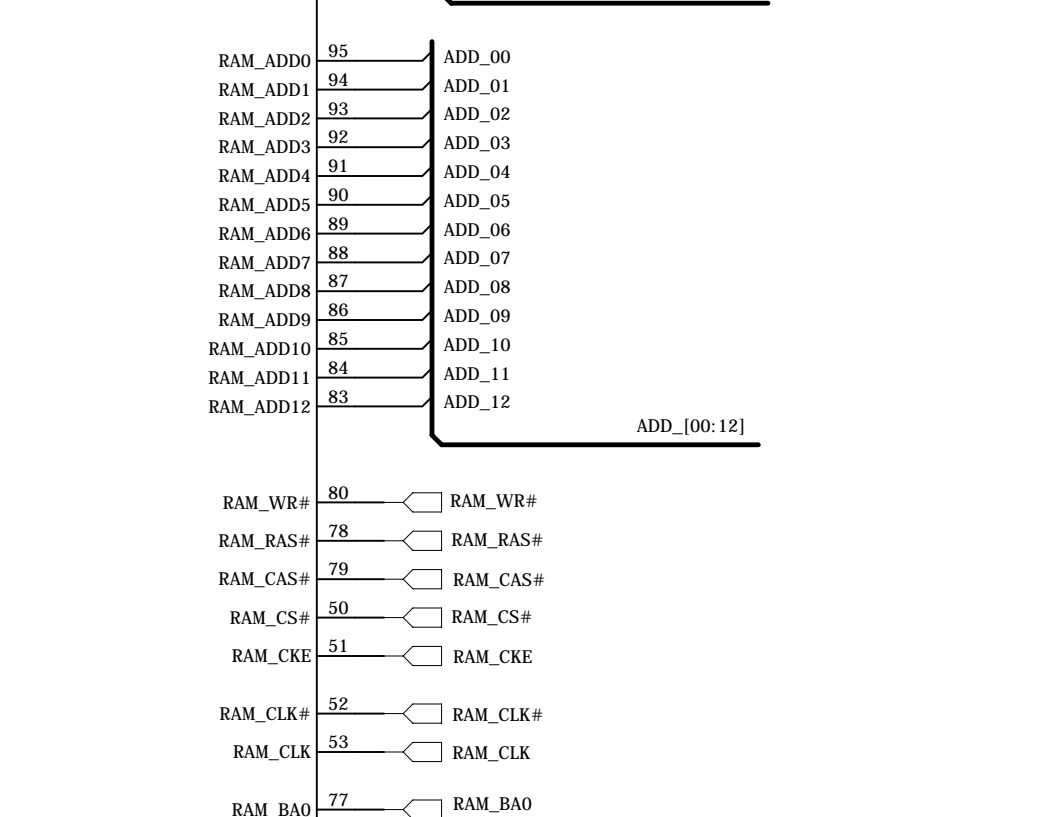 RAM_ADD0 95 ADD_00
RAM_ADD1 94 ADD_01
RAM_ADD2 93 ADD_02
RAM_ADD3 92 ADD_03
RAM_ADD4 91 ADD_04
RAM_ADD5 90 ADD_05
RAM_ADD6 89 ADD_06
RAM_ADD7 88 ADD_07
RAM_ADD8 87 ADD_08
RAM_ADD9 86 ADD_09
RAM_ADD10 85 ADD_10
RAM_ADD11 84 ADD_11
RAM_ADD12 83 ADD_12
ADD_[00:12]
RAM_WR# 80 RAM_WR#
RAM_RAS# 78 RAM_RAS#
RAM_CAS# 79 RAM_CAS#
RAM_CS# 50 RAM_CS#
RAM_CKE 51 RAM_CKE
RAM_CLK# 52 RAM_CLK#
RAM_CLK 53 RAM_CLK
RAM_BA0 77 RAM_BA0